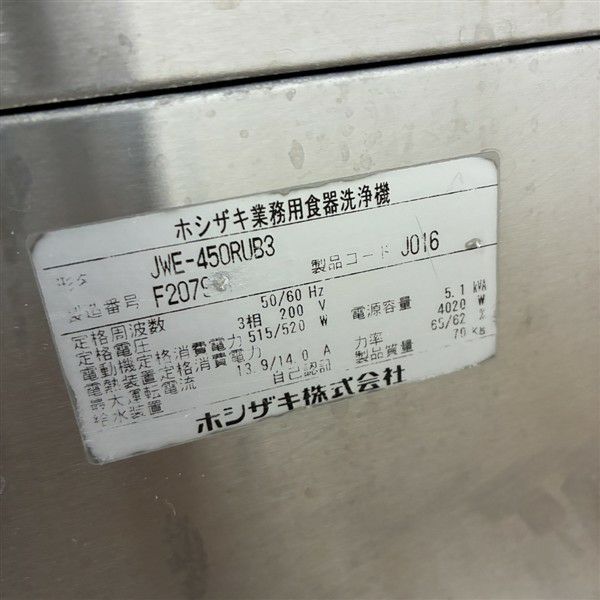 ホシザキ業務用食器洗浄機
JWE-450RUB3
製品コード J016
製造番号 F2079
定格周波数 50/60 Hz
定格電圧 3相 200 V
電動機定格消費電力 515/520 W
電熱装置定格消費電力
最大運転電流 13.9/14.0 A
給水装置 自己認証
電源容量 5.1 kVA
4020 W
力率 65/62 %
製品質量 70 Kg
ホシザキ株式会社